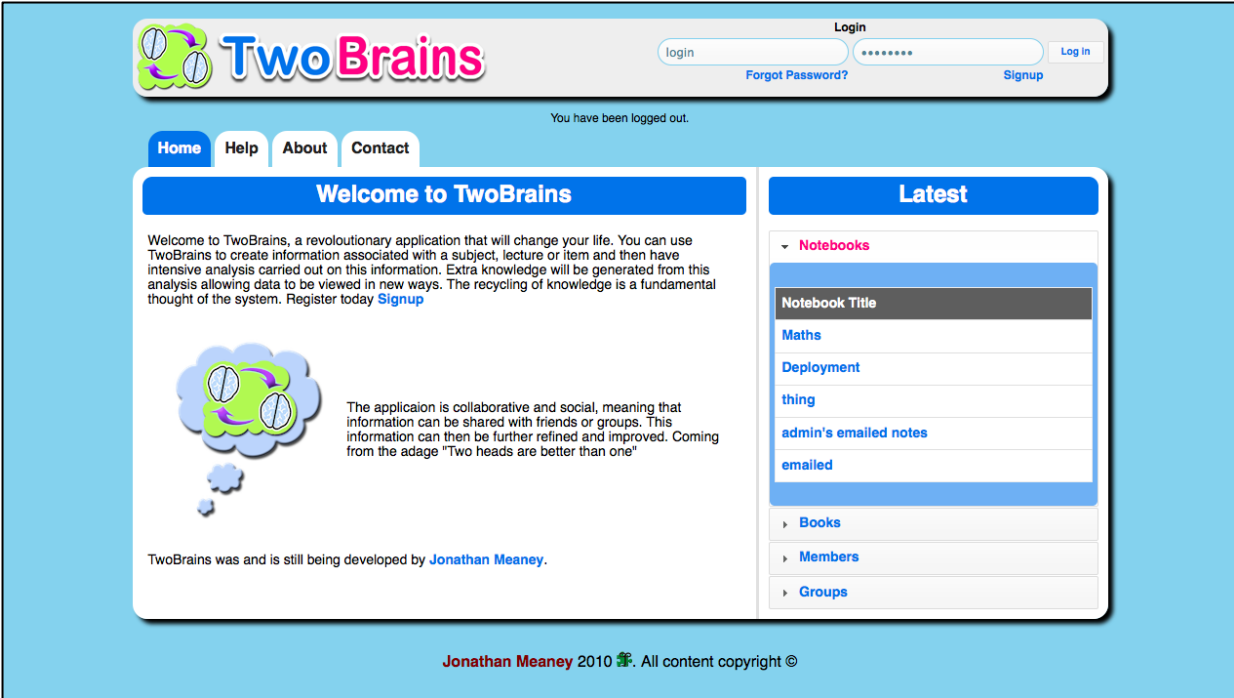 TwoBrains
Login
login
••••••••
Log in
Forgot Password?
Signup
You have been logged out.
Home
Help
About
Contact
Welcome to TwoBrains
Welcome to TwoBrains, a revoloutionary application that will change your life. You can use
TwoBrains to create information associated with a subject, lecture or item and then have
intensive analysis carried out on this information. Extra knowledge will be generated from this
analysis allowing data to be viewed in new ways. The recycling of knowledge is a fundamental
thought of the system. Register today Signup
The applicaion is collaborative and social, meaning that
information can be shared with friends or groups. This
information can then be further refined and improved. Coming
from the adage "Two heads are better than one"
TwoBrains was and is still being developed by Jonathan Meaney.
Latest
Notebooks
Notebook Title
Maths
Deployment
thing
admin's emailed notes
emailed
Books
Members
Groups
Jonathan Meaney 2010 . All content copyright ©